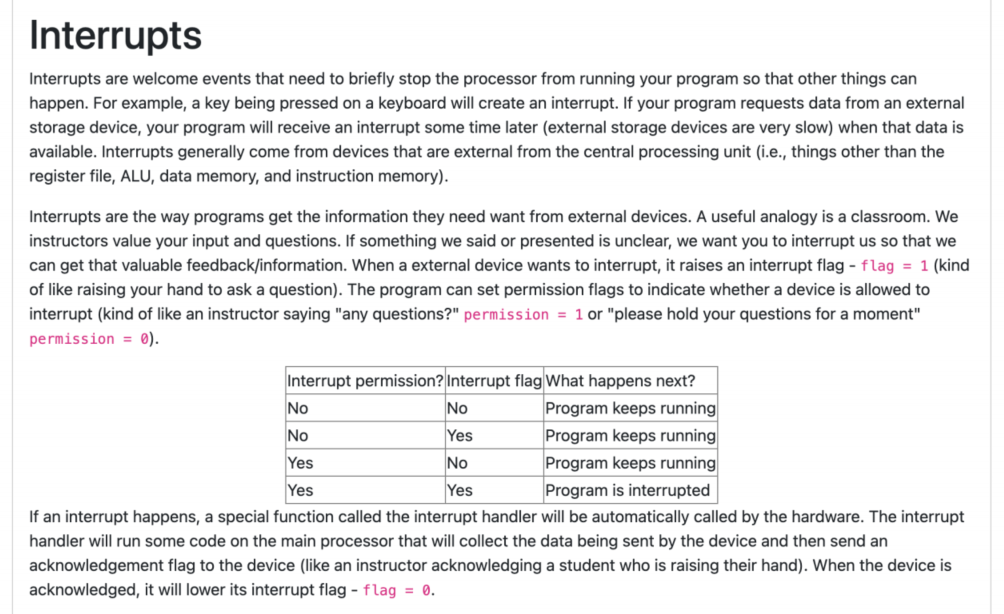 Interrupts
Interrupts are welcome events that need to briefly stop the processor from running your program so that other things can
happen. For example, a key being pressed on a keyboard will create an interrupt. If your program requests data from an external
storage device, your program will receive an interrupt some time later (external storage devices are very slow) when that data is
available. Interrupts generally come from devices that are external from the central processing unit (i.e., things other than the
register file, ALU, data memory, and instruction memory).
Interrupts are the way programs get the information they need want from external devices. A useful analogy is a classroom. We
instructors value your input and questions. If something we said or presented is unclear, we want you to interrupt us so that we
can get that valuable feedback/information. When a external device wants to interrupt, it raises an interrupt flag - flag = 1 (kind
of like raising your hand to ask a question). The program can set permission flags to indicate whether a device is allowed to
interrupt (kind of like an instructor saying "any questions?" permission = 1 or "please hold your questions for a moment"
permission = 0).
Interrupt permission? Interrupt flag What happens next?
No No Program keeps running
No Yes Program keeps running
Yes No Program keeps running
Yes Yes Program is interrupted
If an interrupt happens, a special function called the interrupt handler will be automatically called by the hardware. The interrupt
handler will run some code on the main processor that will collect the data being sent by the device and then send an
acknowledgement flag to the device (like an instructor acknowledging a student who is raising their hand). When the device is
acknowledged, it will lower its interrupt flag - flag = 0.